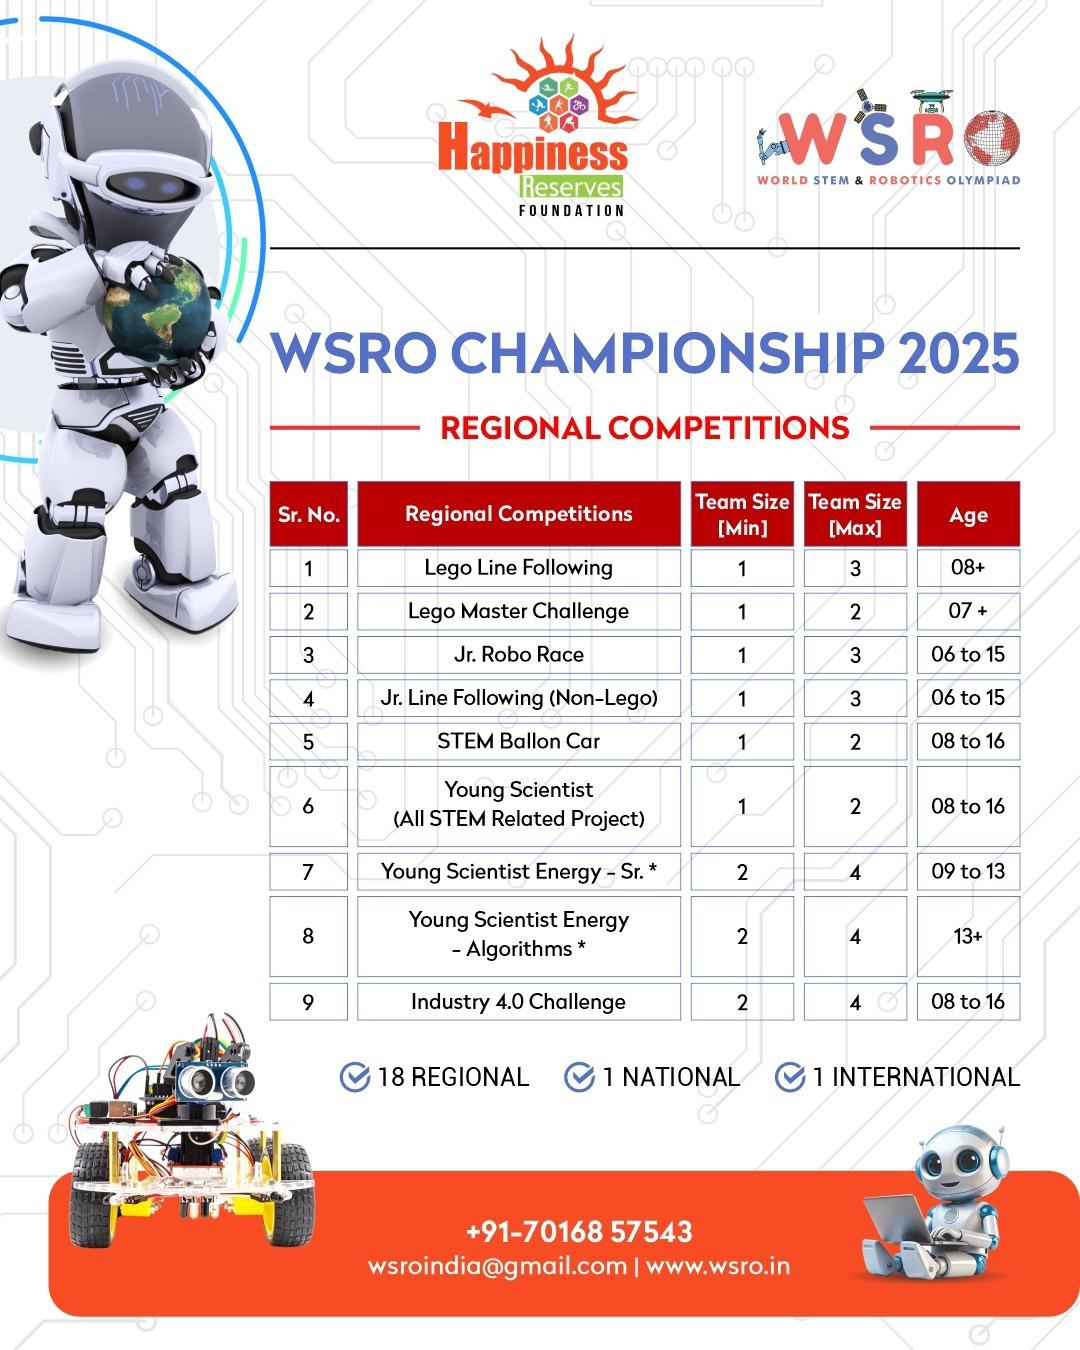 Happiness
Reserves
FOUNDATION
WSRO
WORLD STEM & ROBOTICS OLYMPIAD
WSRO CHAMPIONSHIP 2025
REGIONAL COMPETITIONS
Sr. No. Regional Competitions Team Size [Min] Team Size [Max] Age
1 Lego Line Following 1 3 08+
2 Lego Master Challenge 1 2 07 +
3 Jr. Robo Race 1 3 06 to 15
4 Jr. Line Following (Non-Lego) 1 3 06 to 15
5 STEM Ballon Car 1 2 08 to 16
6 Young Scientist (All STEM Related Project) 1 2 08 to 16
7 Young Scientist Energy - Sr. * 2 4 09 to 13
8 Young Scientist Energy - Algorithms * 2 4 13+
9 Industry 4.0 Challenge 2 4 08 to 16
18 REGIONAL 1 NATIONAL 1 INTERNATIONAL
+91-70168 57543
wsroindia@gmail.com | www.wsro.in